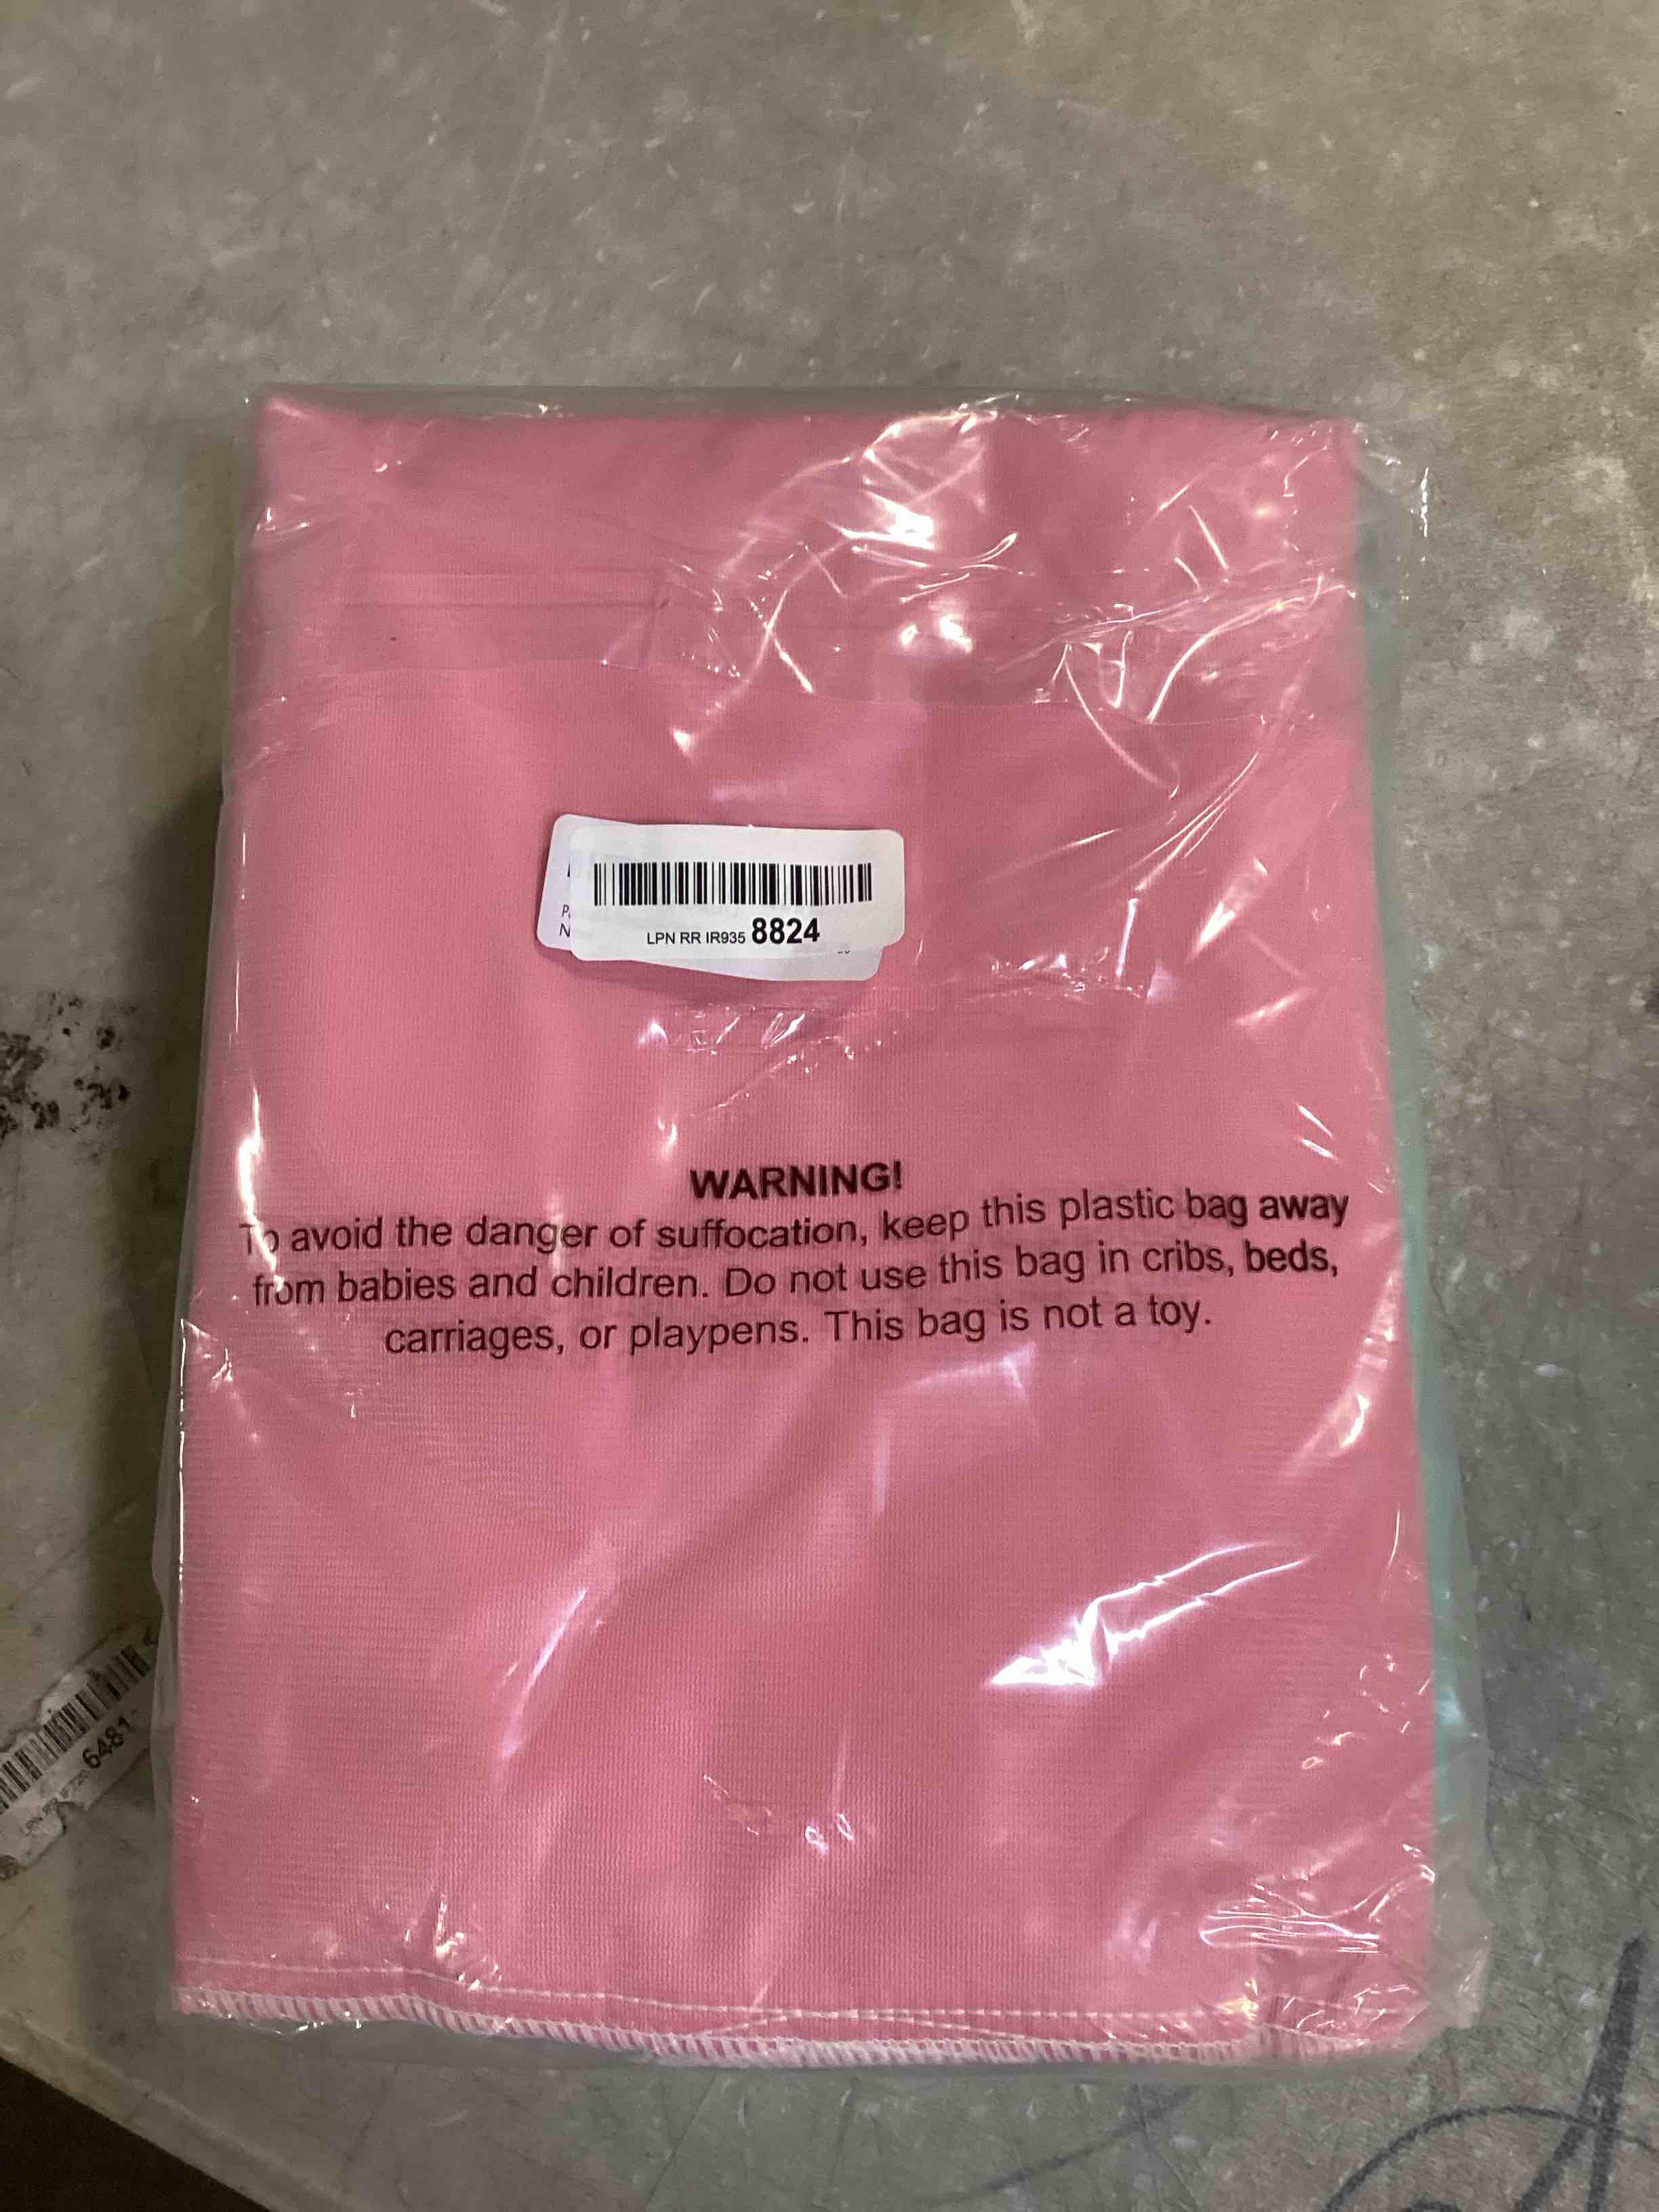 LPN RR IR935 8824
WARNING!
To avoid the danger of suffocation, keep this plastic bag away
from babies and children. Do not use this bag in cribs, beds,
carriages, or playpens. This bag is not a toy.
6481